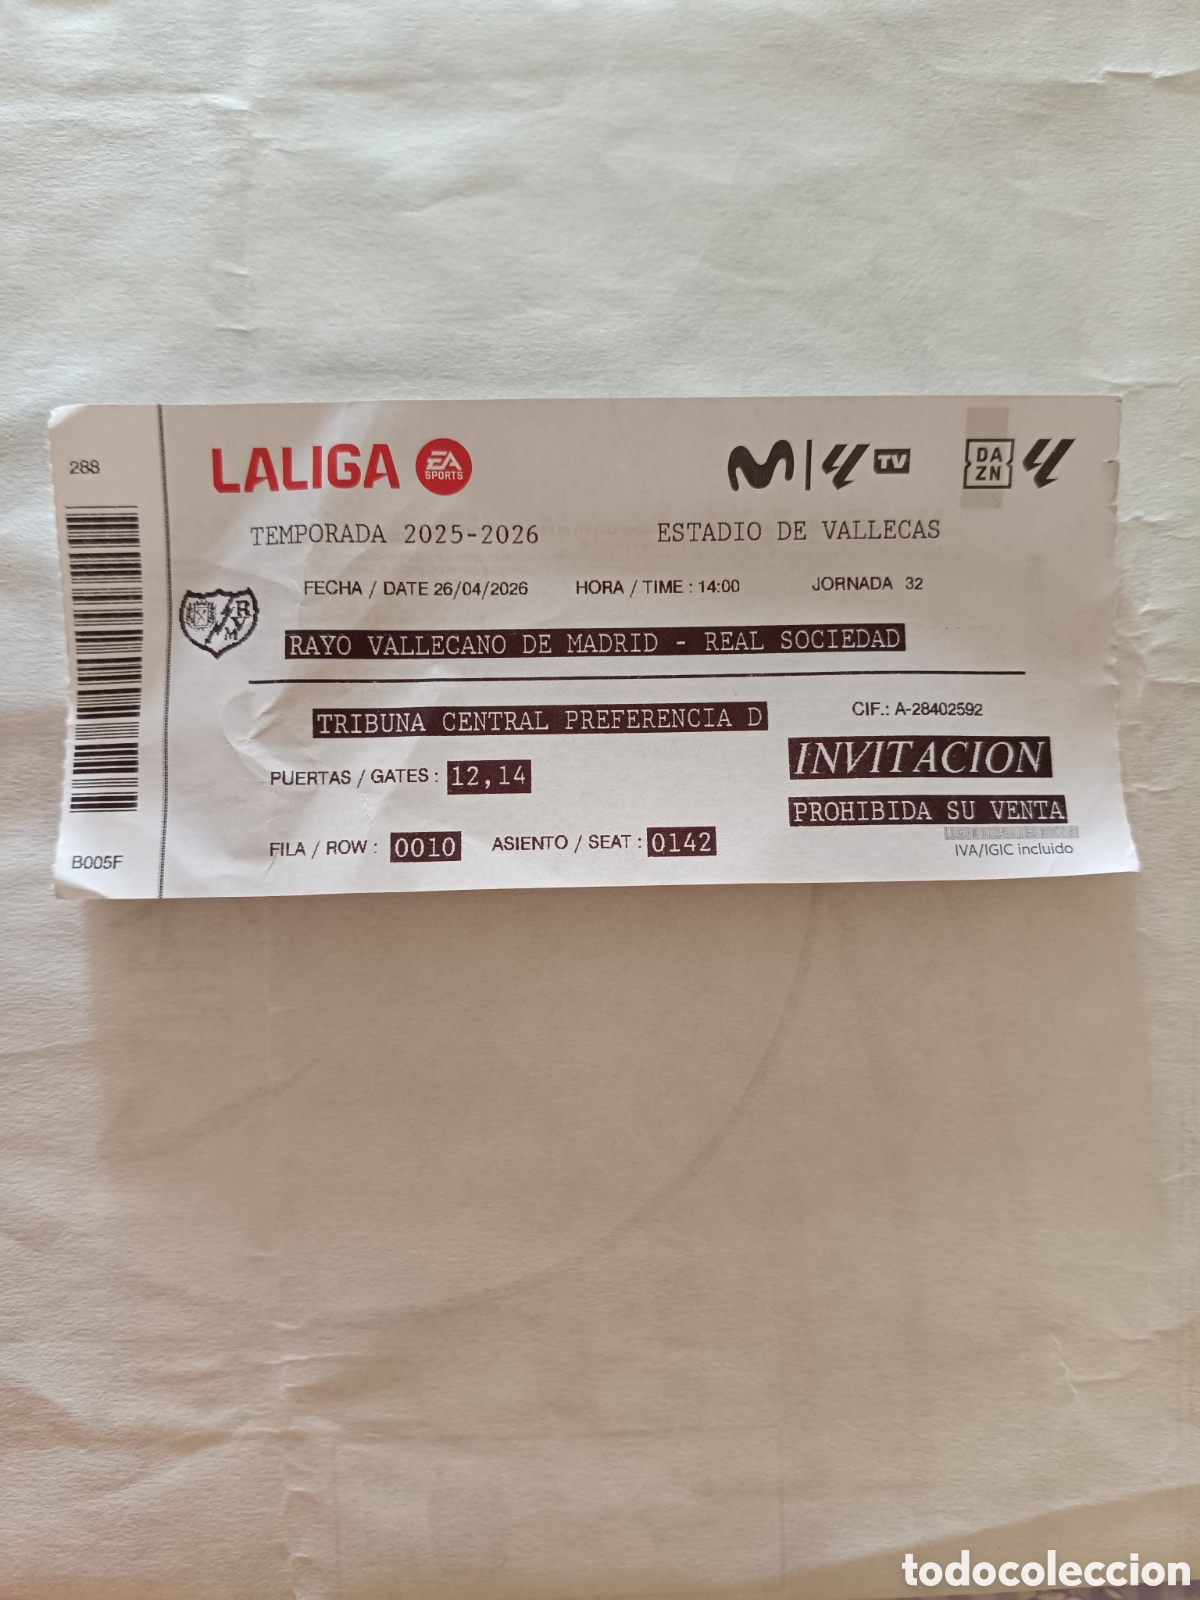 288
LALIGA EA SPORTS
TV
DAZN
TEMPORADA 2025-2026
ESTADIO DE VALLECAS
FECHA / DATE 26/04/2026
HORA / TIME : 14:00
JORNADA 32
RVM
RAYO VALLECANO DE MADRID - REAL SOCIEDAD
TRIBUNA CENTRAL PREFERENCIA D
CIF.: A-28402592
PUERTAS / GATES : 12,14
INVITACION
PROHIBIDA SU VENTA
FILA / ROW : 0010
ASIENTO / SEAT : 0142
IVA/IGIC incluido
B005F
todocoleccion